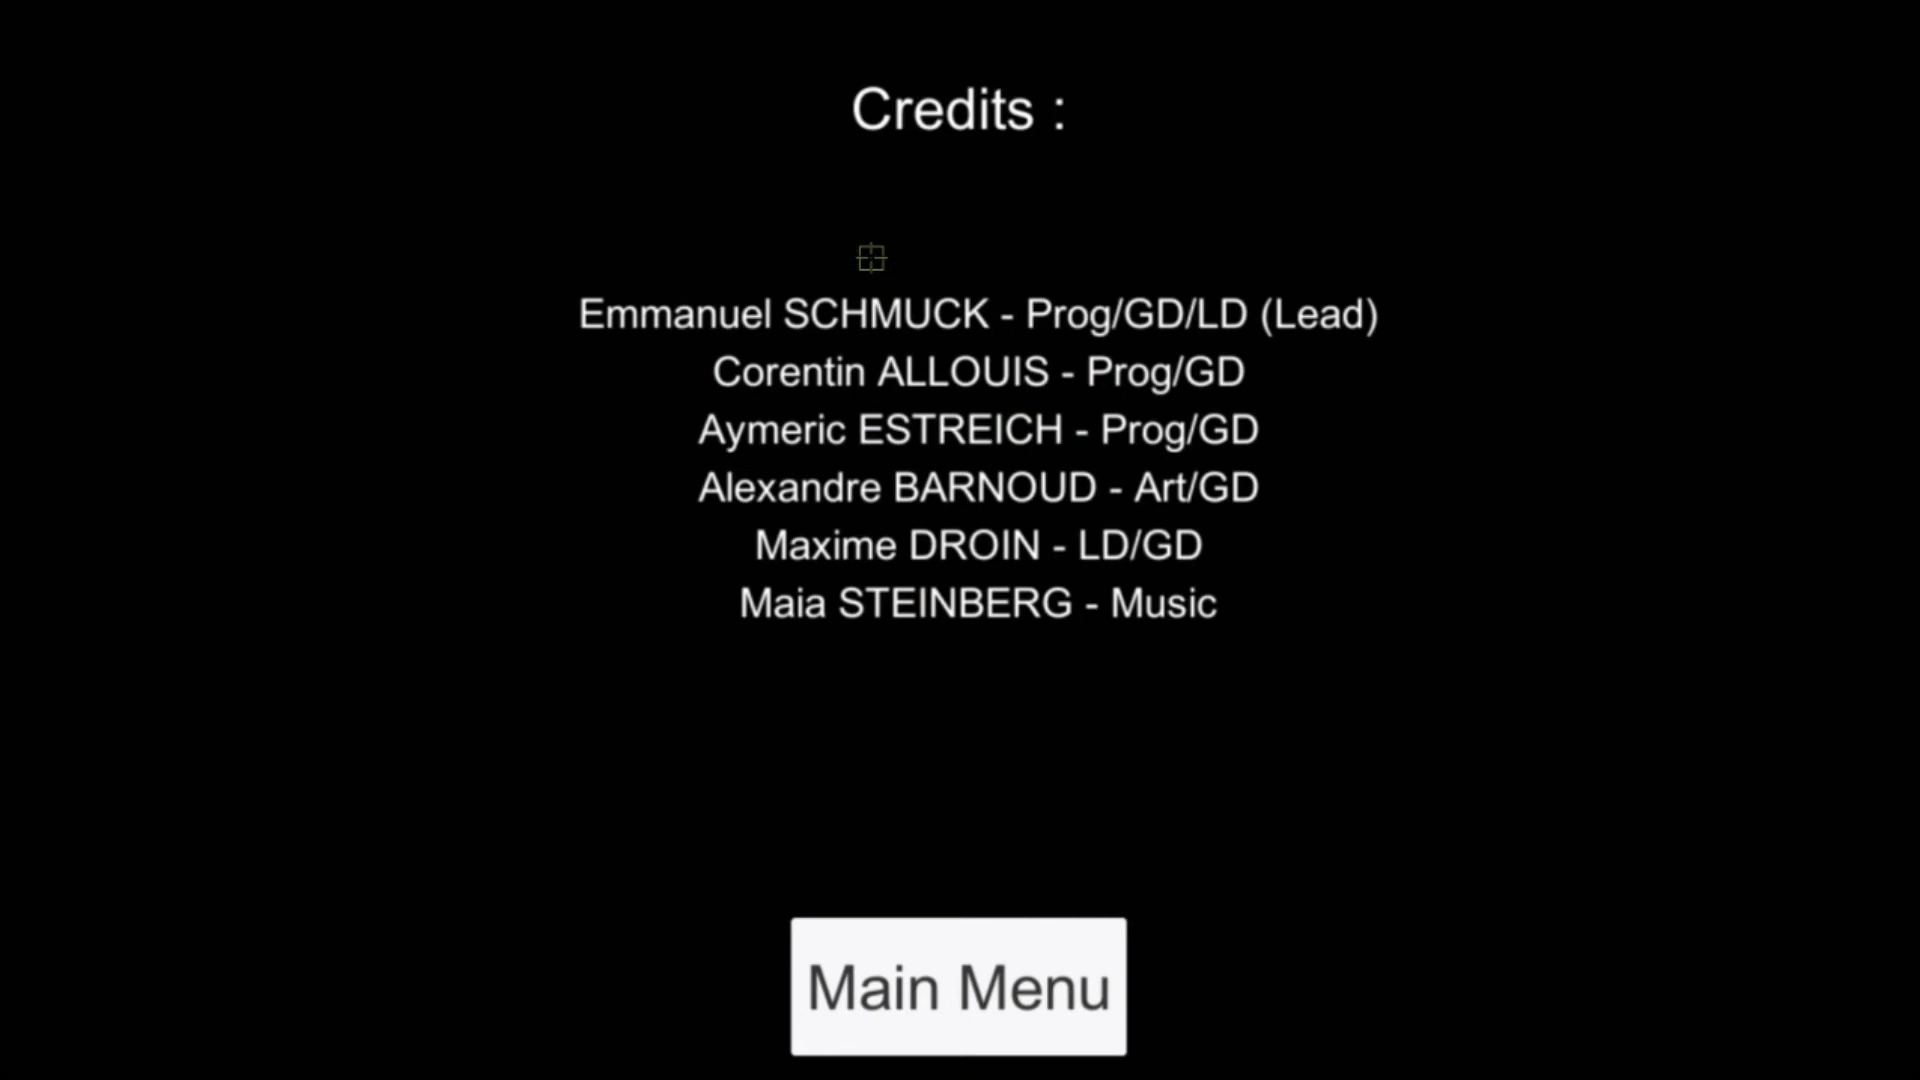 Credits :
Emmanuel SCHMUCK - Prog/GD/LD (Lead)
Corentin ALLOUIS - Prog/GD
Aymeric ESTREICH - Prog/GD
Alexandre BARNOUD - Art/GD
Maxime DROIN - LD/GD
Maia STEINBERG - Music
Main Menu